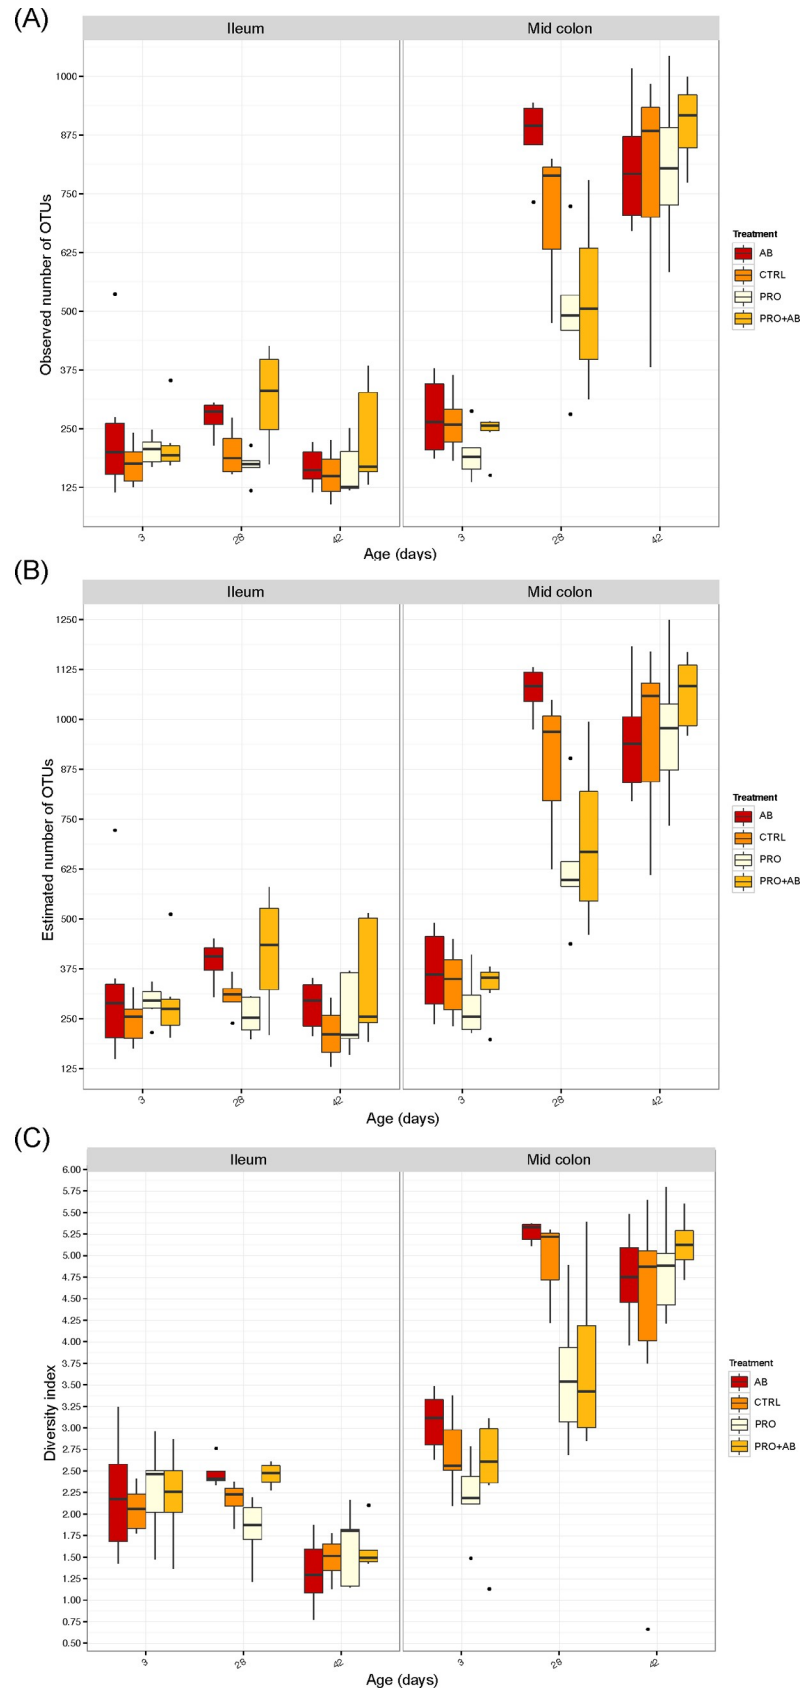 (A)
Ileum
Mid colon
1000
875
750
625
500
375
250
125
Observed number of OTUs
3
28
42
3
28
42
Age (days)
Treatment
AB
CTRL
PRO
PRO+AB
(B)
Ileum
Mid colon
1250
1125
1000
875
750
625
500
375
250
125
Estimated number of OTUs
3
28
42
3
28
42
Age (days)
Treatment
AB
CTRL
PRO
PRO+AB
(C)
Ileum
Mid colon
6.00
5.75
5.50
5.25
5.00
4.75
4.50
4.25
4.00
3.75
3.50
3.25
3.00
2.75
2.50
2.25
2.00
1.75
1.50
1.25
1.00
0.75
0.50
Diversity index
3
28
42
3
28
42
Age (days)
Treatment
AB
CTRL
PRO
PRO+AB